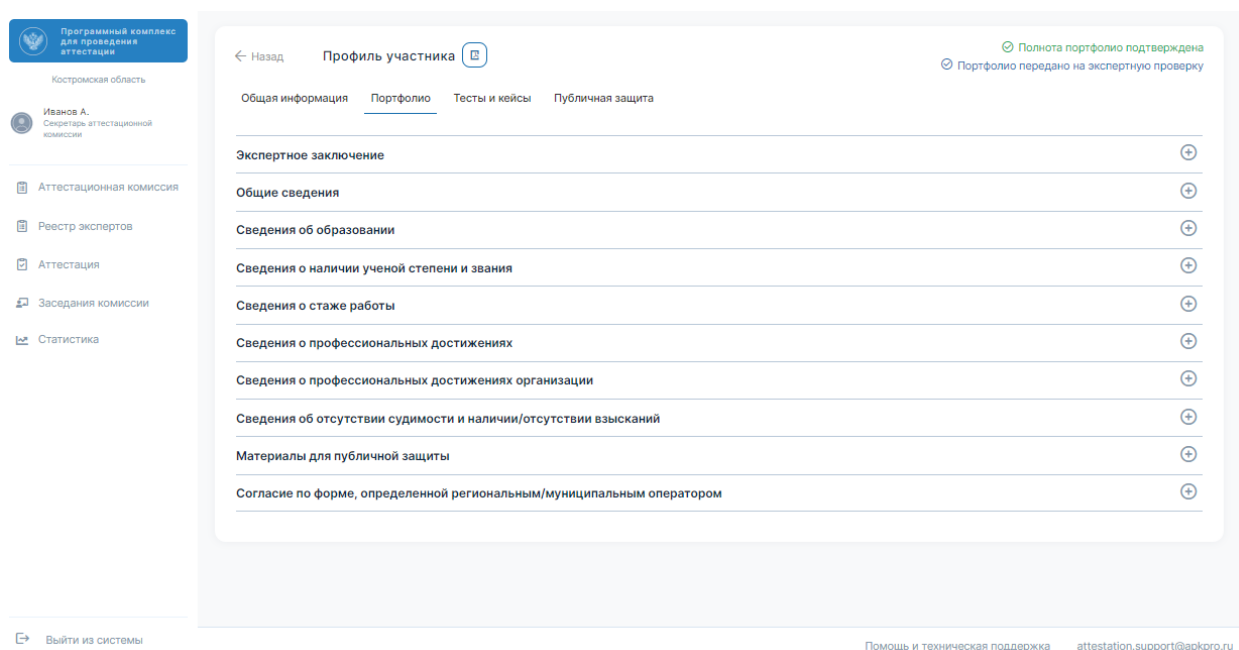 Программный комплекс
для проведения
аттестации
Костромская область
Иванов А.
Секретарь аттестационной
комиссии
Аттестационная комиссия
Реестр экспертов
Аттестация
Заседания комиссии
Статистика
Выйти из системы
Назад
Профиль участника
Полнота портфолио подтверждена
Портфолио передано на экспертную проверку
Общая информация Портфолио Тесты и кейсы Публичная защита
Экспертное заключение
Общие сведения
Сведения об образовании
Сведения о наличии ученой степени и звания
Сведения о стаже работы
Сведения о профессиональных достижениях
Сведения о профессиональных достижениях организации
Сведения об отсутствии судимости и наличии/отсутствии взысканий
Материалы для публичной защиты
Согласие по форме, определенной региональным/муниципальным оператором
Помощь и техническая поддержка attestation.support@apkpro.ru